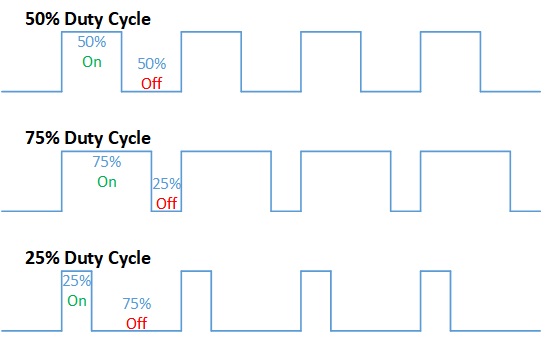 50% Duty Cycle
50%
On
50%
Off
75% Duty Cycle
75%
On
25%
Off
25% Duty Cycle
25%
On
75%
Off